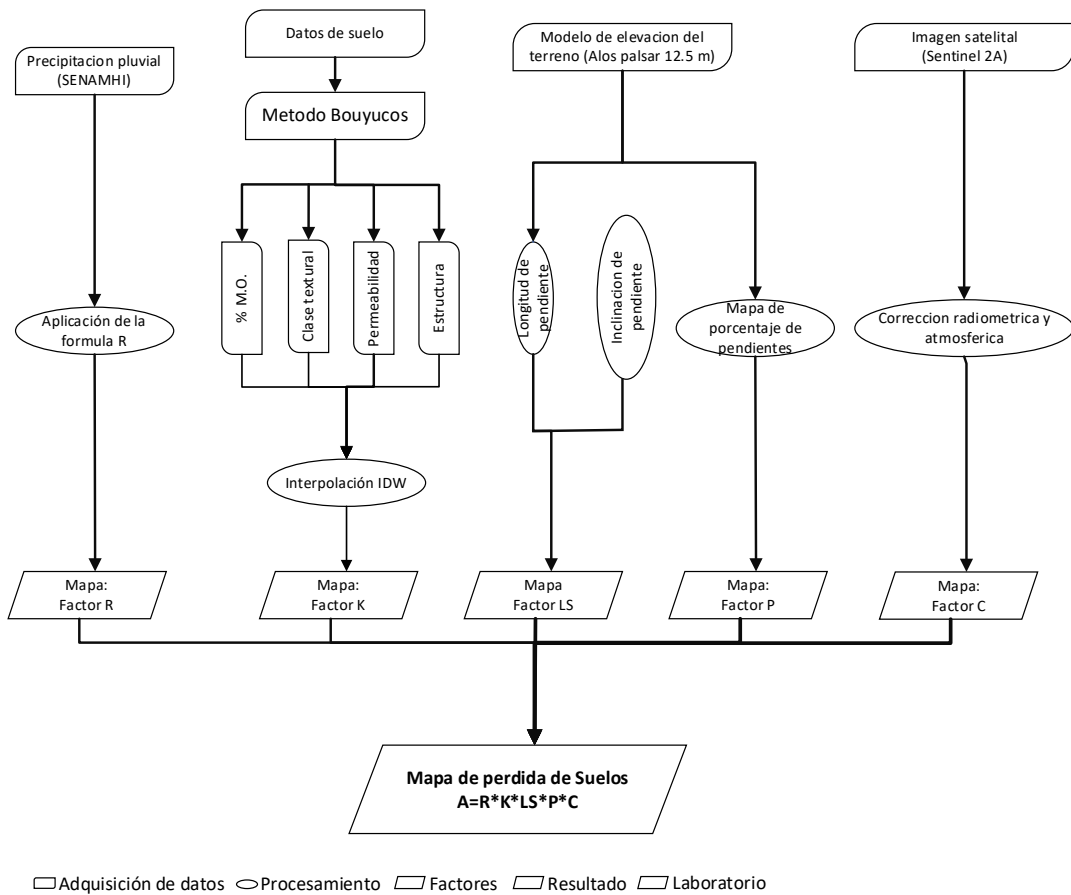 Precipitacion pluvial
(SENAMHI)
Datos de suelo
Modelo de elevacion del
terreno (Alos palsar 12.5 m)
Imagen satelital
(Sentinel 2A)
Metodo Bouyucos
% M.O.
Clase textural
Permeabilidad
Estructura
Longitud de
pendiente
Inclinacion de
pendiente
Mapa de
porcentaje de
pendientes
Aplicación de la
formula R
Correccion radiometrica y
atmosferica
Interpolación IDW
Mapa:
Factor R
Mapa:
Factor K
Mapa
Factor LS
Mapa:
Factor P
Mapa:
Factor C
Mapa de perdida de Suelos
A=R*K*LS*P*C
Adquisición de datos Procesamiento Factores Resultado Laboratorio